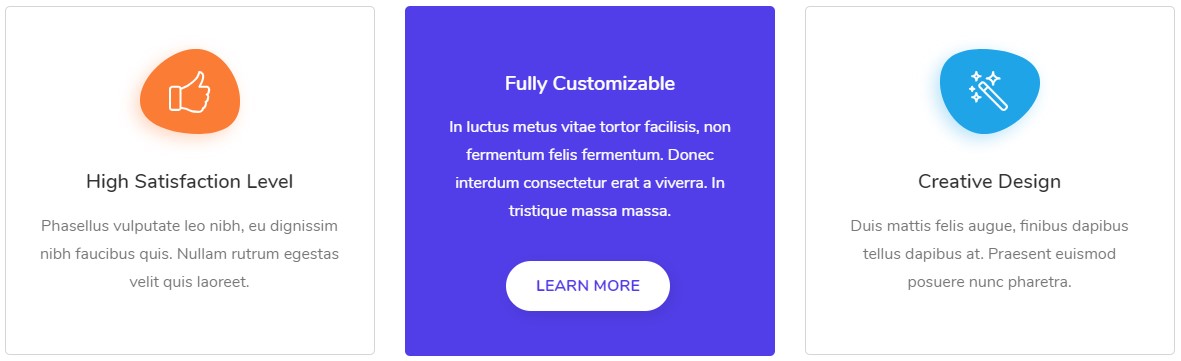 High Satisfaction Level
Phasellus vulputate leo nibh, eu dignissim
nibh faucibus quis. Nullam rutrum egestas
velit quis laoreet.
Fully Customizable
In luctus metus vitae tortor facilisis, non
fermentum felis fermentum. Donec
interdum consectetur erat a viverra. In
tristique massa massa.
LEARN MORE
Creative Design
Duis mattis felis augue, finibus dapibus
tellus dapibus at. Praesent euismod
posuere nunc pharetra.